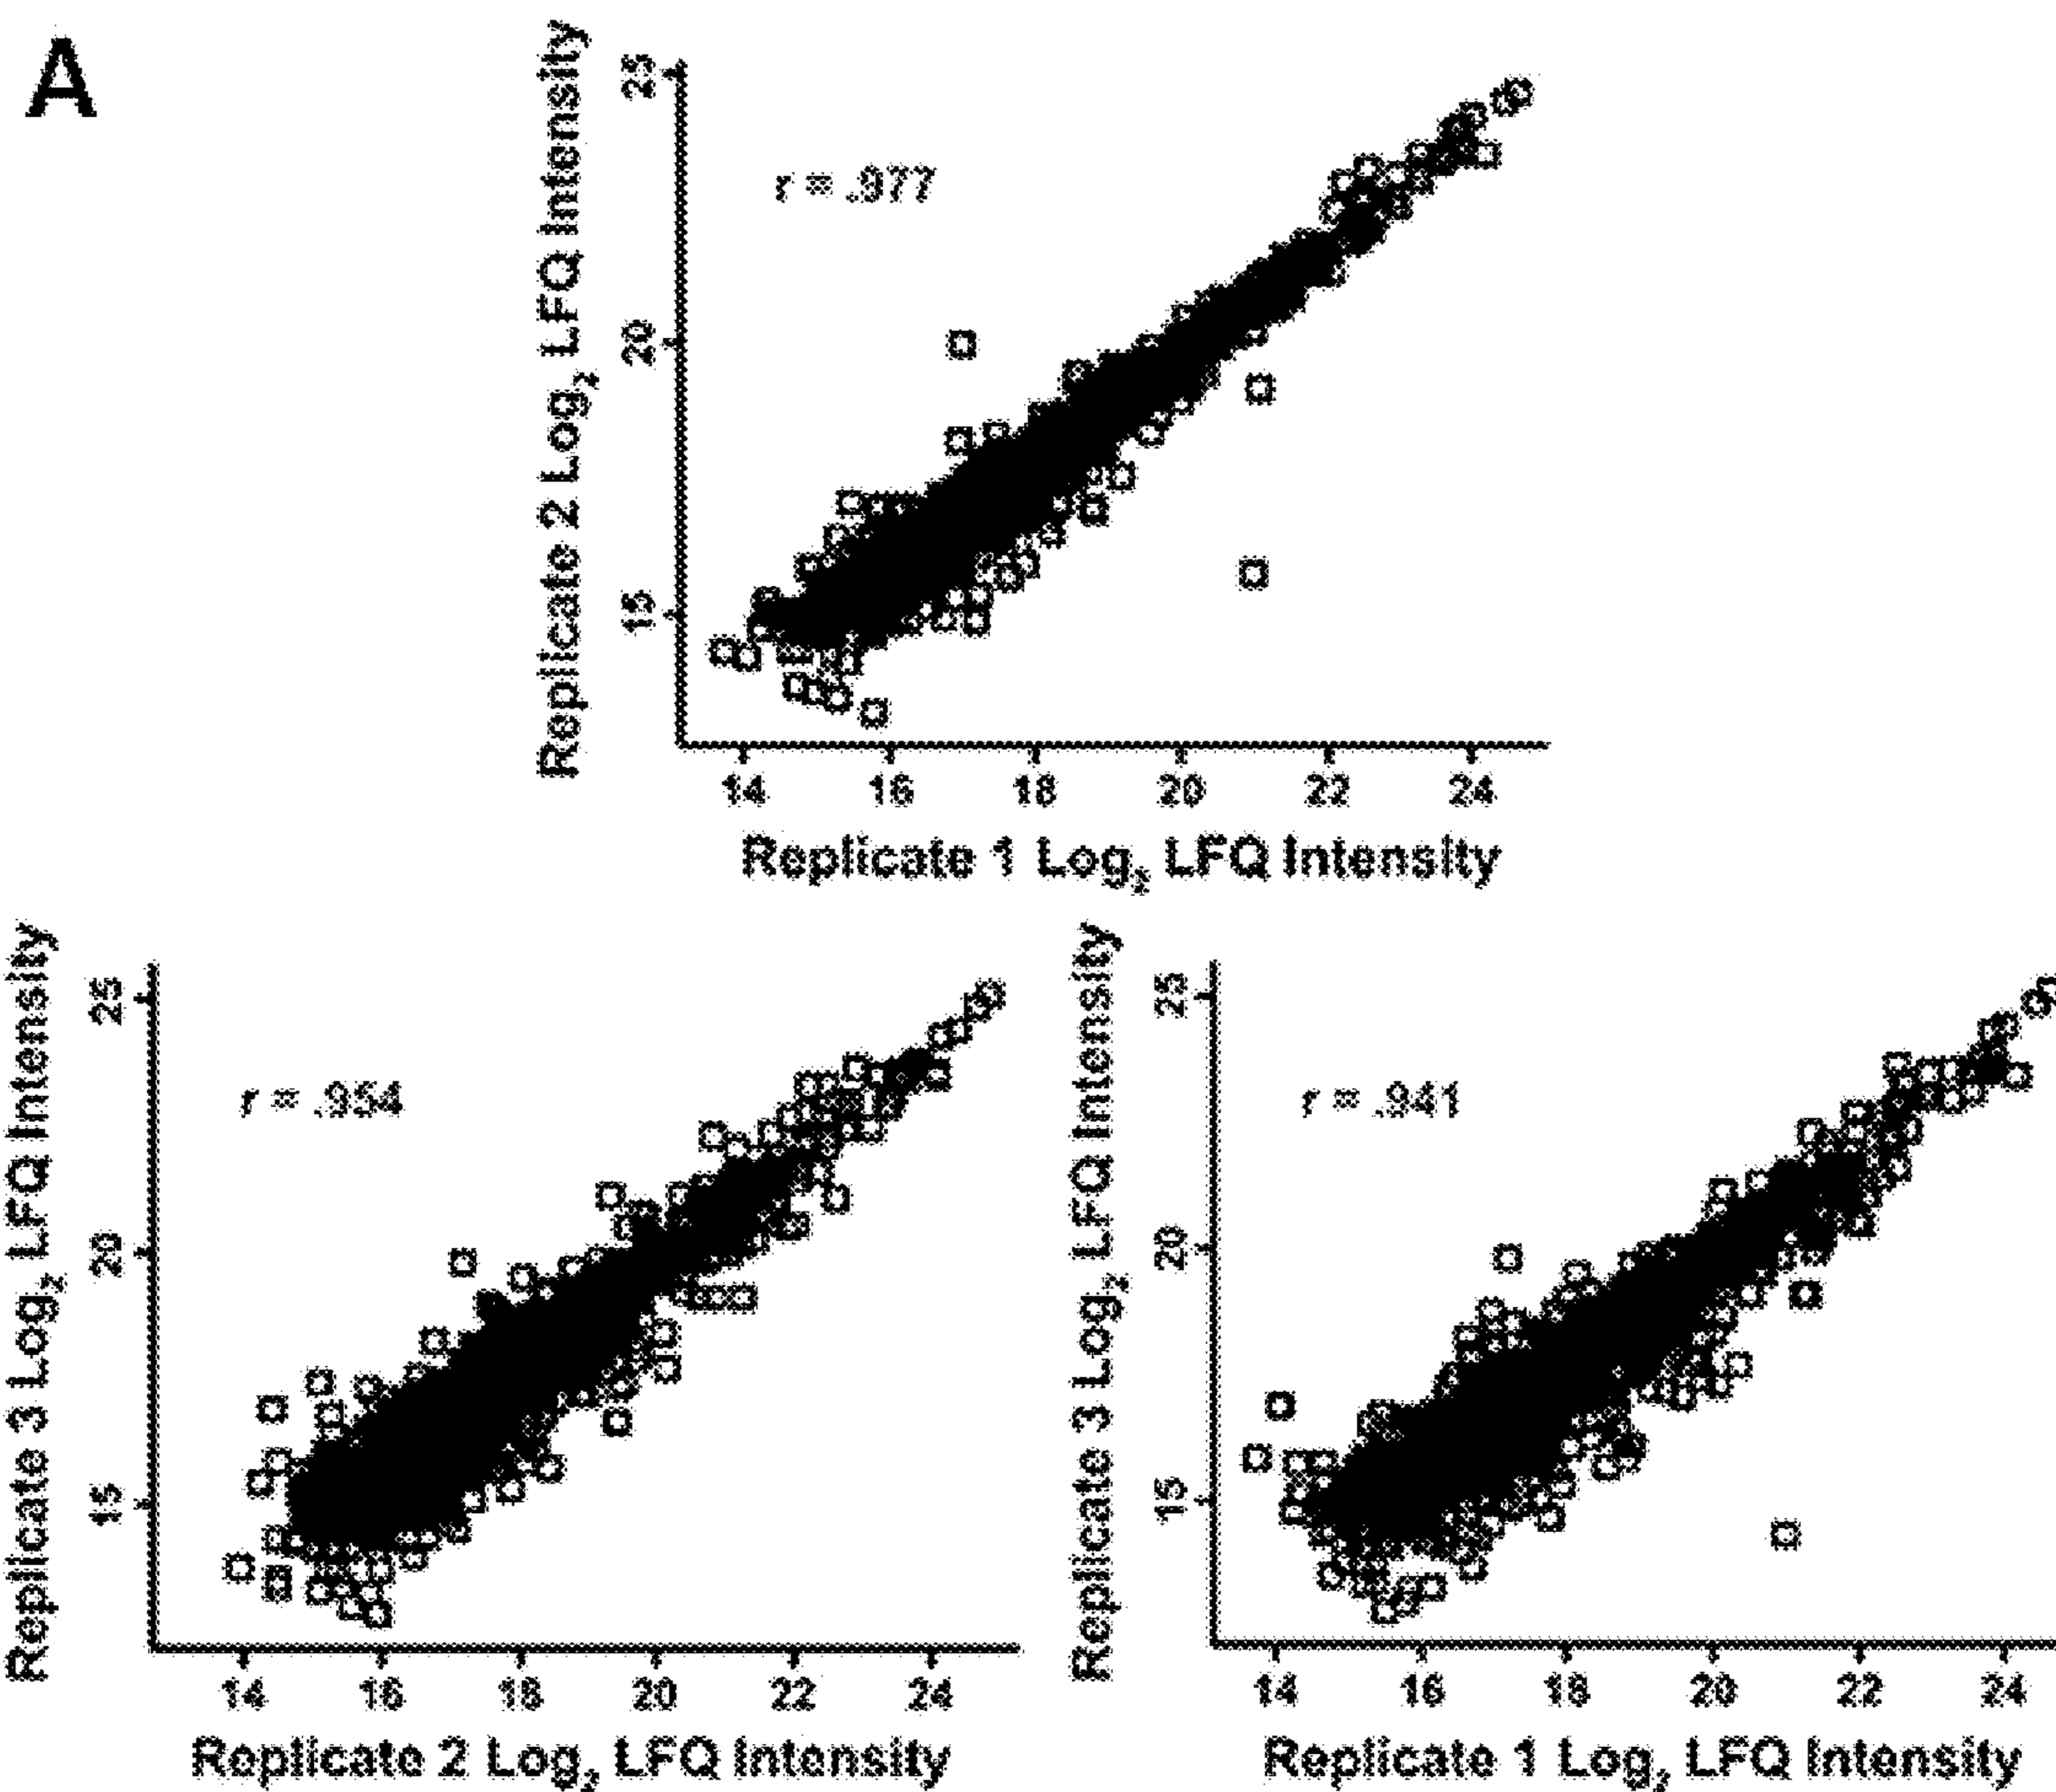 A
Replicate 2 Log₂ LFQ Intensity
25
20
15
r = .977
14 16 18 20 22 24
Replicate 1 Log₂ LFQ Intensity
Replicate 3 Log₂ LFQ Intensity
25
20
15
r = .954
14 16 18 20 22 24
Replicate 2 Log₂ LFQ Intensity
Replicate 3 Log₂ LFQ Intensity
25
20
15
r = .941
14 16 18 20 22 24
Replicate 1 Log₂ LFQ Intensity